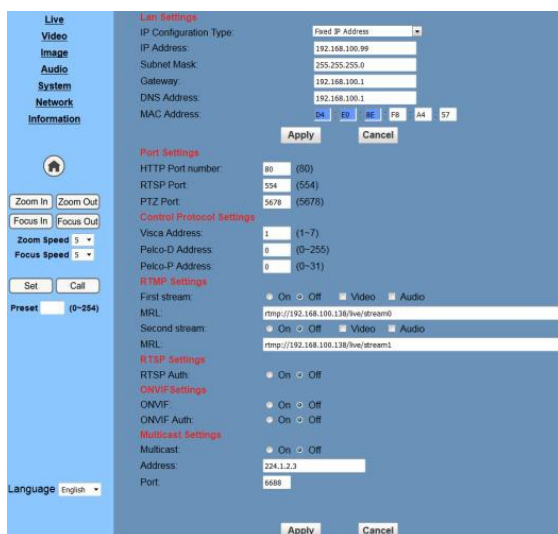 Live
Video
Image
Audio
System
Network
Information
Zoom In Zoom Out
Focus In Focus Out
Zoom Speed 5
Focus Speed 5
Set Call
Preset (0~254)
Language English
Lan Settings
IP Configuration Type: Fixed IP Address
IP Address: 192.168.100.99
Subnet Mask: 255.255.255.0
Gateway: 192.168.100.1
DNS Address: 192.168.100.1
MAC Address: D4 : E0 : 8E : F8 : A4 : 57
Apply Cancel
Port Settings
HTTP Port number: 80 (80)
RTSP Port: 554 (554)
PTZ Port: 5678 (5678)
Control Protocol Settings
Visca Address: 1 (1~7)
Pelco-D Address: 0 (0~255)
Pelco-P Address: 0 (0~31)
RTMP Settings
First stream: On Off Video Audio
MRL: rtmp://192.168.100.138/live/stream0
Second stream: On Off Video Audio
MRL: rtmp://192.168.100.138/live/stream1
RTSP Settings
RTSP Auth: On Off
ONVIFSettings
ONVIF: On Off
ONVIF Auth: On Off
Multicast Settings
Multicast: On Off
Address: 224.1.2.3
Port: 6688
Apply Cancel